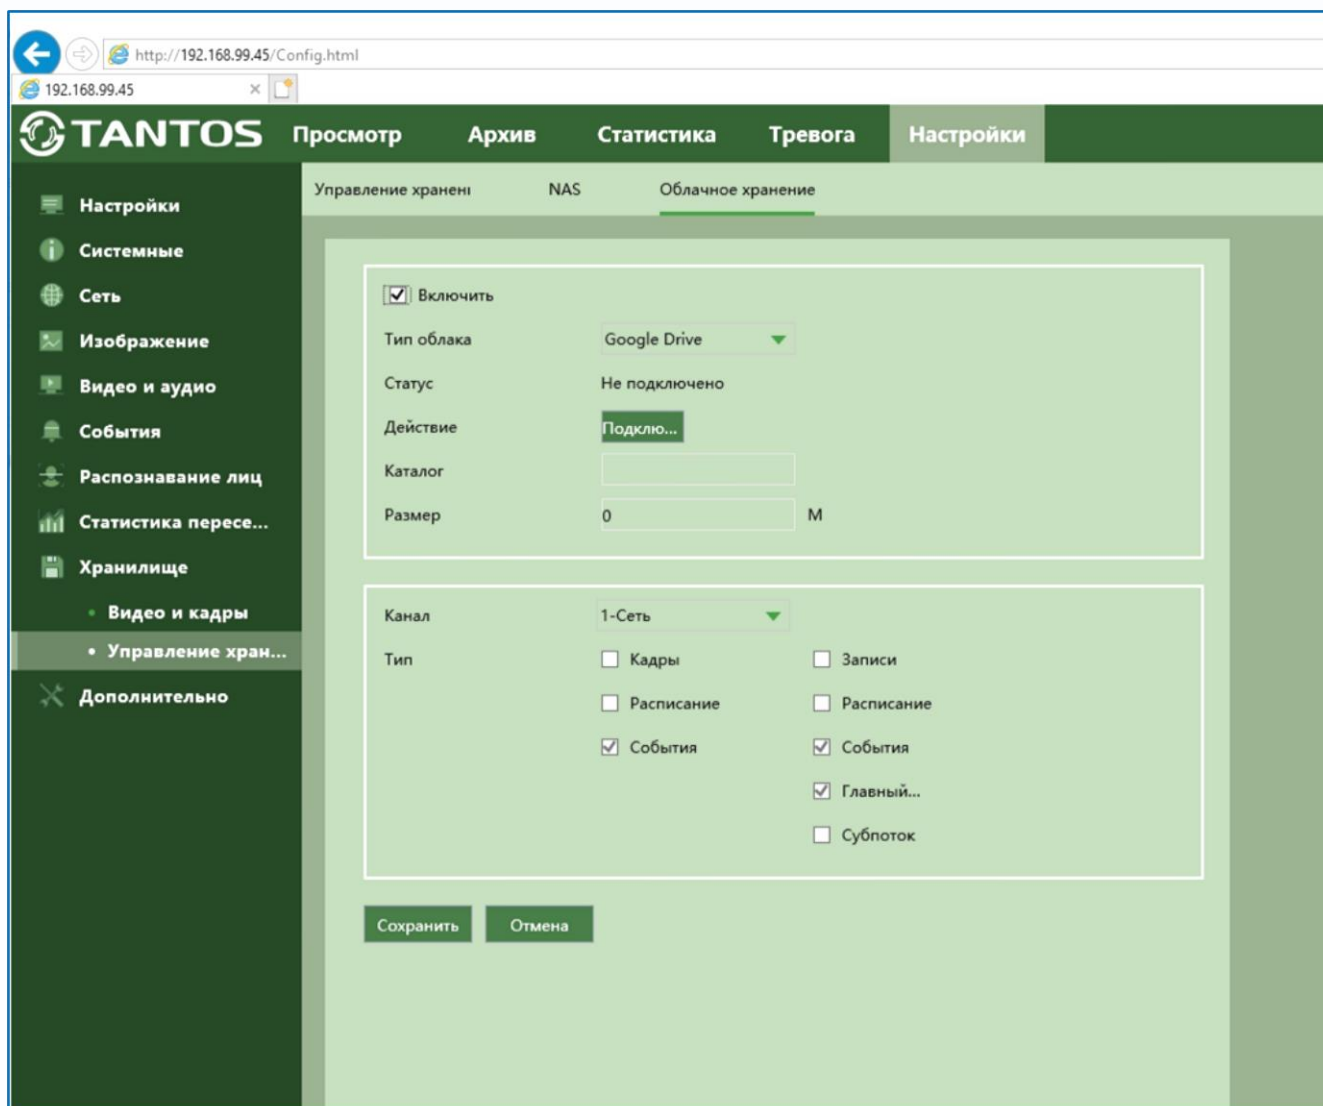 http://192.168.99.45/Config.html
192.168.99.45
TANTOS Просмотр Архив Статистика Тревога Настройки
Управление хранені NAS Облачное хранение
Настройки
Системные
Сеть
Изображение
Видео и аудио
События
Распознавание лиц
Статистика пересе...
Хранилище
Видео и кадры
Управление хран...
Дополнительно
Включить
Тип облака Google Drive
Статус Не подключено
Действие Подклю...
Каталог
Размер 0 М
Канал 1-Сеть
Тип Кадры Записи
Расписание Расписание
События События
Главный...
Субпоток
Сохранить Отмена